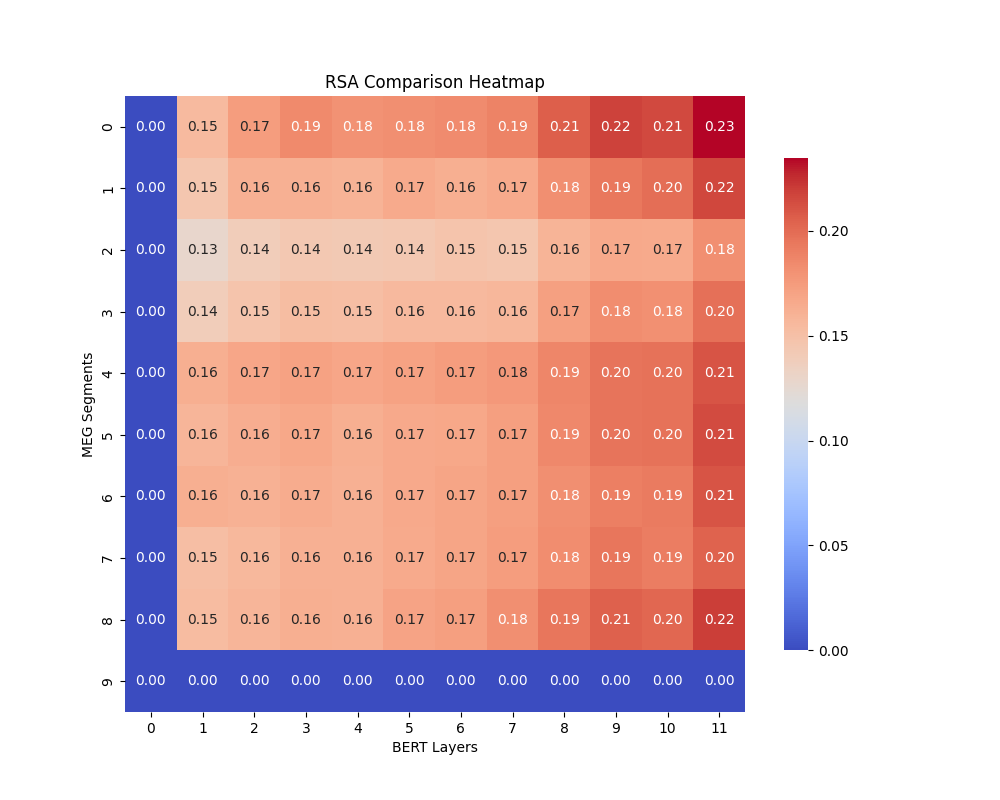 RSA Comparison Heatmap
0 0.00 0.15 0.17 0.19 0.18 0.18 0.18 0.19 0.21 0.22 0.21 0.23
1 0.00 0.15 0.16 0.16 0.16 0.17 0.16 0.17 0.18 0.19 0.20 0.22
2 0.00 0.13 0.14 0.14 0.14 0.14 0.15 0.15 0.16 0.17 0.17 0.18
3 0.00 0.14 0.15 0.15 0.15 0.16 0.16 0.16 0.17 0.18 0.18 0.20
4 0.00 0.16 0.17 0.17 0.17 0.17 0.17 0.18 0.19 0.20 0.20 0.21
5 0.00 0.16 0.16 0.17 0.16 0.17 0.17 0.17 0.19 0.20 0.20 0.21
6 0.00 0.16 0.16 0.17 0.16 0.17 0.17 0.17 0.18 0.19 0.19 0.21
7 0.00 0.15 0.16 0.16 0.16 0.17 0.17 0.17 0.18 0.19 0.19 0.20
8 0.00 0.15 0.16 0.16 0.16 0.17 0.17 0.18 0.19 0.21 0.20 0.22
9 0.00 0.00 0.00 0.00 0.00 0.00 0.00 0.00 0.00 0.00 0.00 0.00
0 1 2 3 4 5 6 7 8 9 10 11
BERT Layers
MEG Segments
0.20
0.15
0.10
0.05
0.00